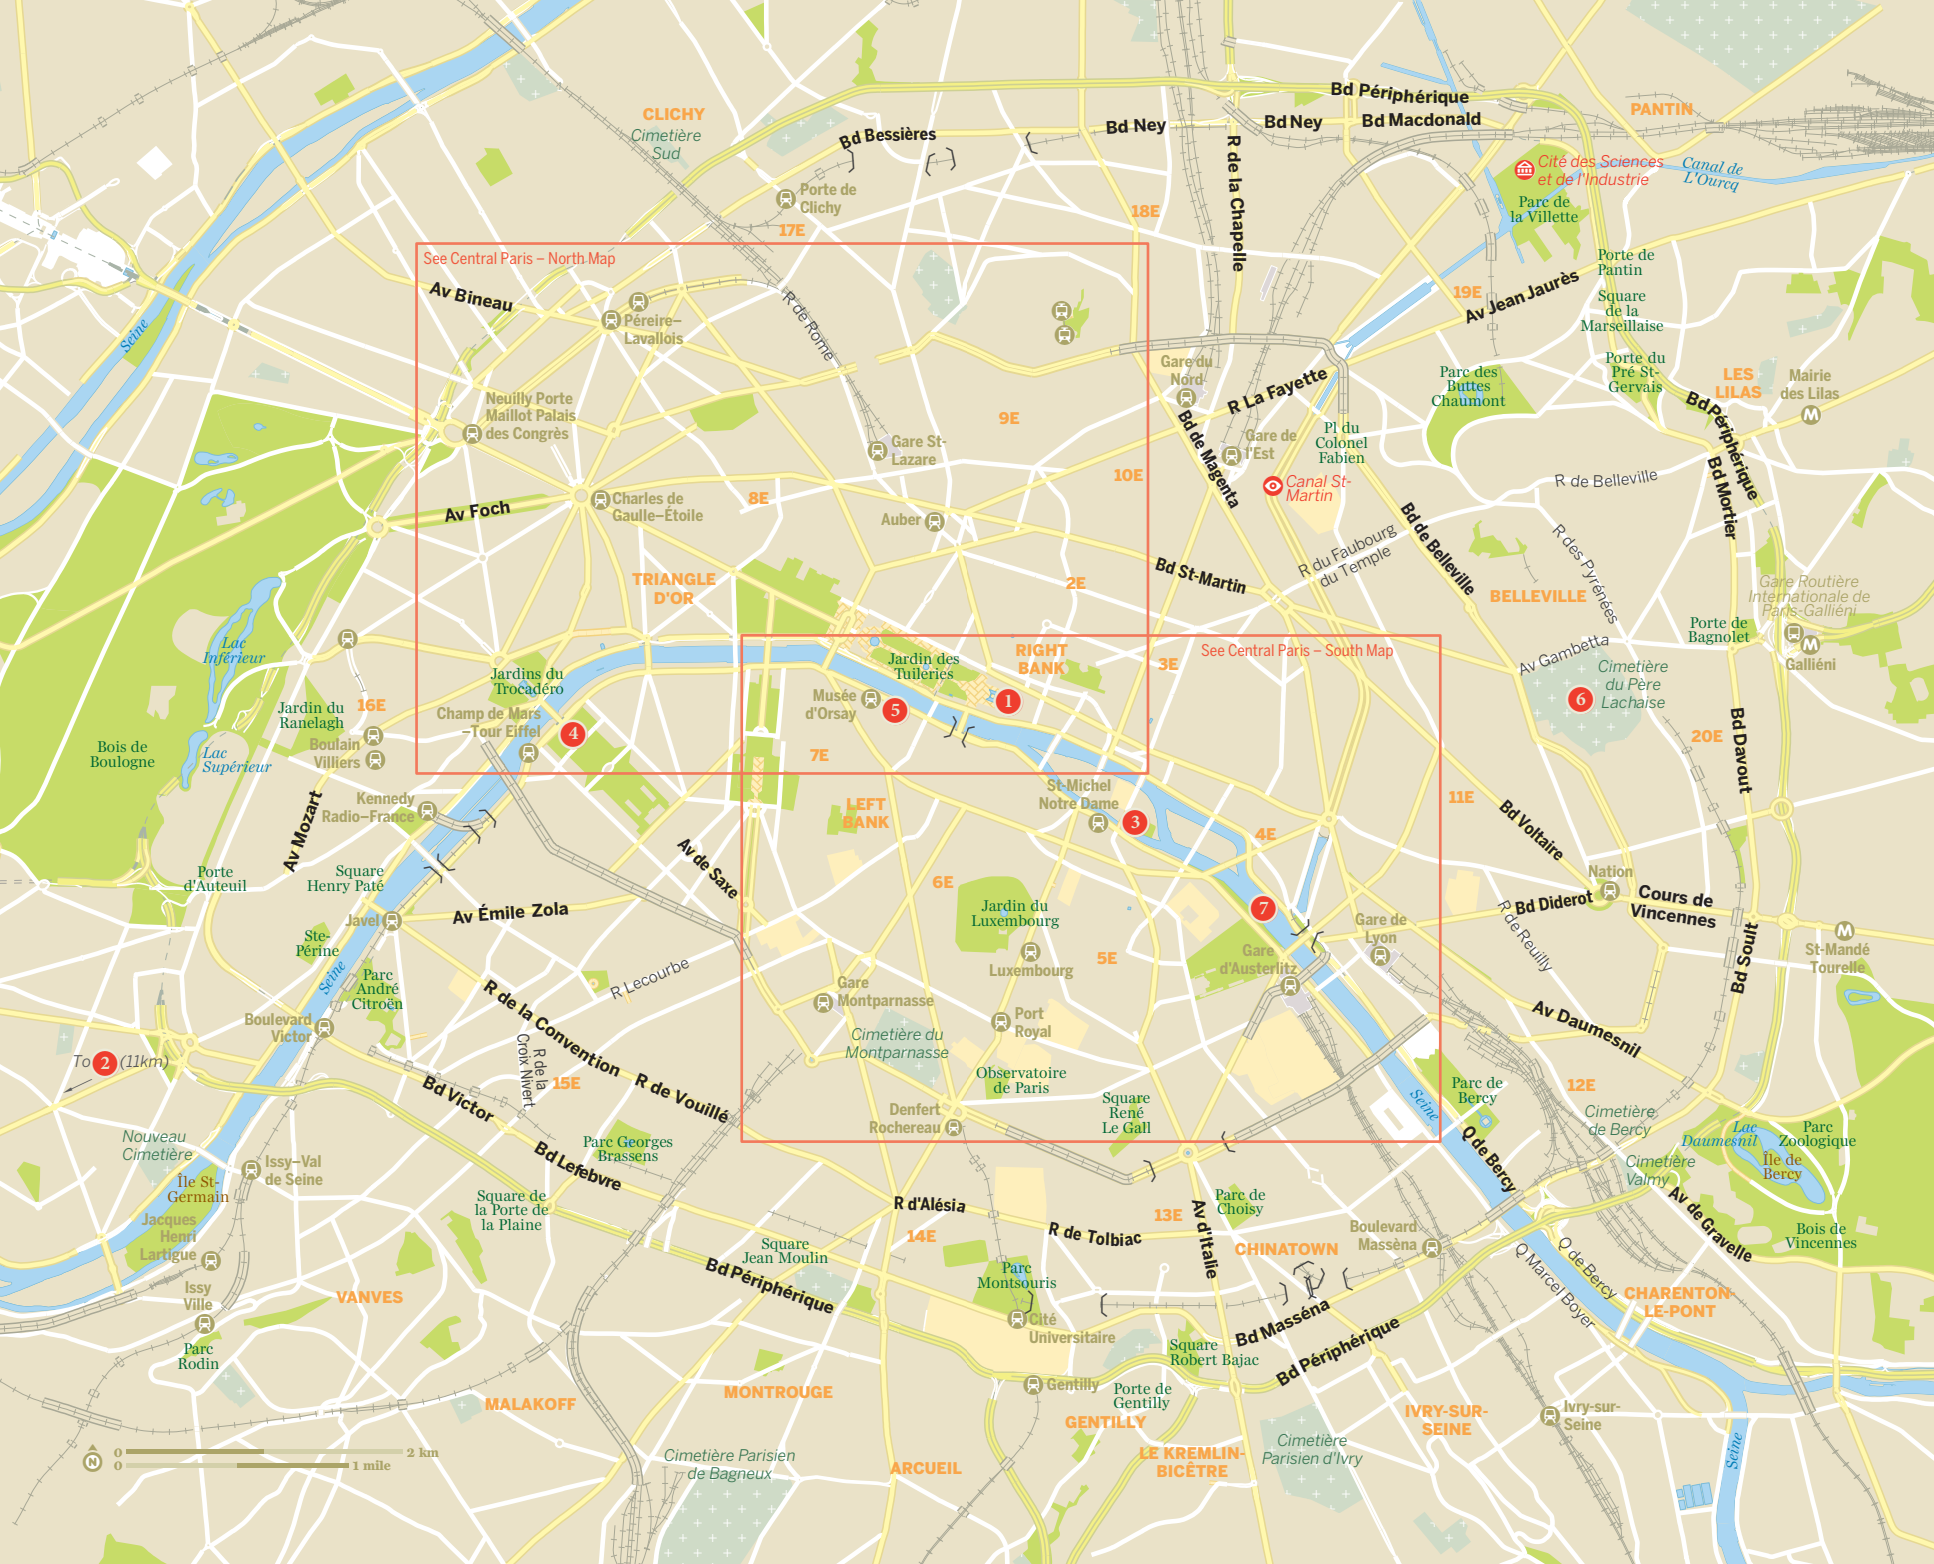 CLICHY
Cimetière
Sud
Bd Bessières
Bd Ney
Bd Ney
Bd Périphérique
Bd Macdonald
PANTIN
Cité des Sciences
et de l'Industrie
Canal de
L'Ourcq
Parc de
la Villette
R de la Chapelle
Porte de
Clichy
17E
18E
See Central Paris – North Map
Av Bineau
Péreire–
Lavallois
R de Rome
19E
Av Jean Jaurès
Porte de
Pantin
Square
de la
Marseillaise
Porte du
Pré St-
Gervais
LES
LILAS
Mairie
des Lilas
M
Seine
Gare du
Nord
R La Fayette
Parc des
Buttes
Chaumont
Bd Périphérique
Neuilly Porte
Maillot Palais
des Congrès
Gare St-
Lazare
9E
Bd de Magenta
Gare de
l'Est
Pl du
Colonel
Fabien
Canal St-
Martin
10E
R de Belleville
Bd Mortier
Av Foch
Charles de
Gaulle–Étoile
8E
Auber
Bd de Belleville
R du Faubourg
du Temple
Bd St-Martin
R des Pyrénées
TRIANGLE
D'OR
2E
BELLEVILLE
Gare Routière
Internationale de
Paris-Galliéni
Porte de
Bagnolet
M
Galliéni
Lac
Inférieur
RIGHT
BANK
3E
See Central Paris – South Map
Av Gambetta
Cimetière
du Père
Lachaise
6
Jardins du
Trocadéro
Jardin des
Tuileries
Musée
d'Orsay
5
1
Jardin du
Ranelagh
16E
Champ de Mars
–Tour Eiffel
4
20E
Bd Davout
Bois de
Boulogne
Lac
Supérieur
Boulain
Villiers
7E
St-Michel
Notre Dame
3
11E
Kennedy
Radio–France
LEFT
BANK
4E
Bd Voltaire
Av Mozart
Av de Saxe
Porte
d'Auteuil
Square
Henry Paté
6E
Nation
Cours de
Vincennes
Bd Diderot
7
Javel
Av Émile Zola
Jardin du
Luxembourg
Gare de
Lyon
R de Reuilly
M
St-Mandé
Tourelle
Bd Soult
Ste-
Périne
Seine
Parc
André
Citroën
R Lecourbe
Luxembourg
5E
Gare
d'Austerlitz
Gare
Montparnasse
R de la Convention
Port
Royal
Av Daumesnil
Boulevard
Victor
Cimetière du
Montparnasse
To
2
(11km)
R de la
Croix Nivert
15E
R de Vouillé
Observatoire
de Paris
Square
René
Le Gall
Seine
Parc de
Bercy
12E
Bd Victor
Denfert
Rochereau
Cimetière
de Bercy
Lac
Daumesnil
Parc
Zoologique
Île de
Bercy
Nouveau
Cimetière
Parc Georges
Brassens
Q de Bercy
Cimetière
Valmy
Île St-
Germain
Issy–Val
de Seine
Bd Lefebvre
Av de Gravelle
Square de
la Porte de
la Plaine
R d'Alésia
R de Tolbiac
13E
Parc de
Choisy
Av d'Italie
Jacques
Henri
Lartigue
14E
CHINATOWN
Boulevard
Massèna
Q Marcel Boyer
Q de Bercy
Bois de
Vincennes
Square
Jean Moulin
Bd Périphérique
Parc
Montsouris
Issy
Ville
VANVES
CHARENTON-
LE-PONT
Cité
Universitaire
Bd Masséna
Bd Périphérique
Parc
Rodin
Square
Robert Bajac
MALAKOFF
MONTROUGE
Gentilly
Porte de
Gentilly
GENTILLY
IVRY-SUR-
SEINE
Ivry-sur-
Seine
N
0
2 km
0
1 mile
Cimetière Parisien
de Bagneux
ARCUEIL
LE KREMLIN-
BICÊTRE
Cimetière
Parisien d'Ivry
Seine